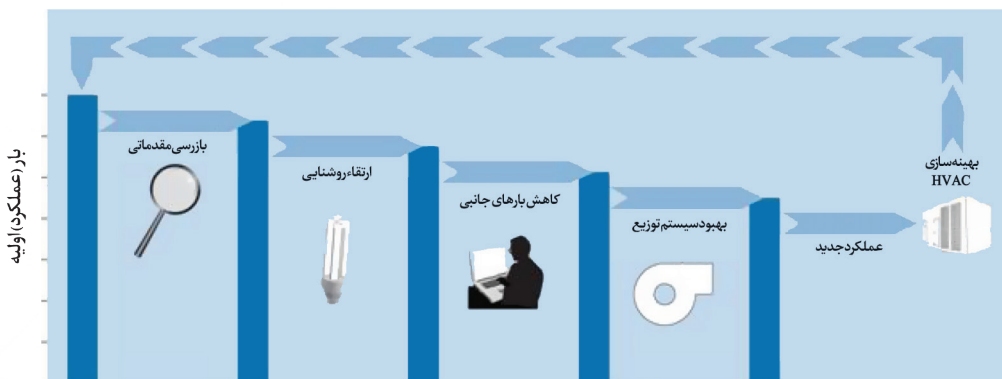 بار (عملکرد) اولیه
بازرسی مقدماتی
ارتقاء روشنایی
کاهش بارهای جانبی
بهبود سیستم توزیع
عملکرد جدید
بهینه‌سازی
HVAC